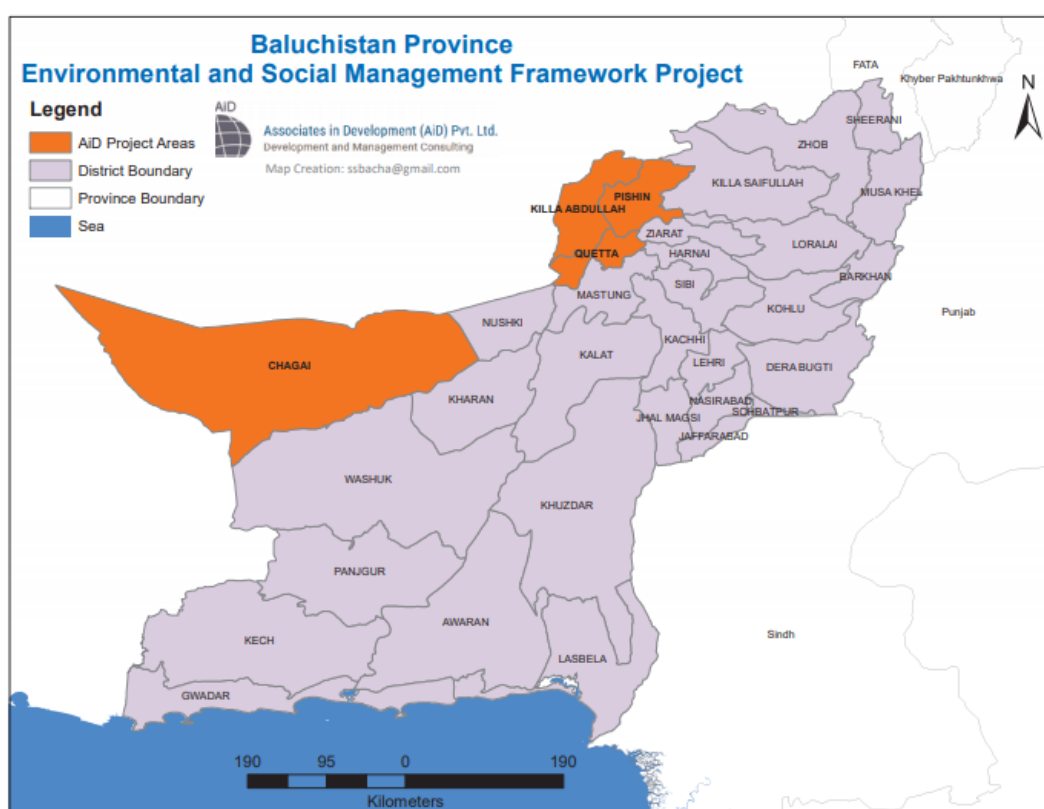 Baluchistan Province
Environmental and Social Management Framework Project
Legend
AiD Project Areas
District Boundary
Province Boundary
Sea
AiD
Associates in Development (AiD) Pvt. Ltd.
Development and Management Consulting
Map Creation: ssbacha@gmail.com
N
FATA
Khyber Pakhtunkhwa
SHEERANI
ZHOB
KILLA SAIFULLAH
MUSA KHEL
PISHIN
KILLA ABDULLAH
ZIARAT
LORALAI
QUETTA
HARNAI
BARKHAN
SIBI
MASTUNG
KOHLU
Punjab
NUSHKI
KACHHI
KALAT
LEHRI
CHAGAI
DERA BUGTI
KHARAN
NASIRABAD
SOHBATPUR
JHAL MAGSI
JAFFARABAD
WASHUK
KHUZDAR
PANJGUR
AWARAN
Sindh
KECH
LASBELA
GWADAR
190 95 0 190
Kilometers